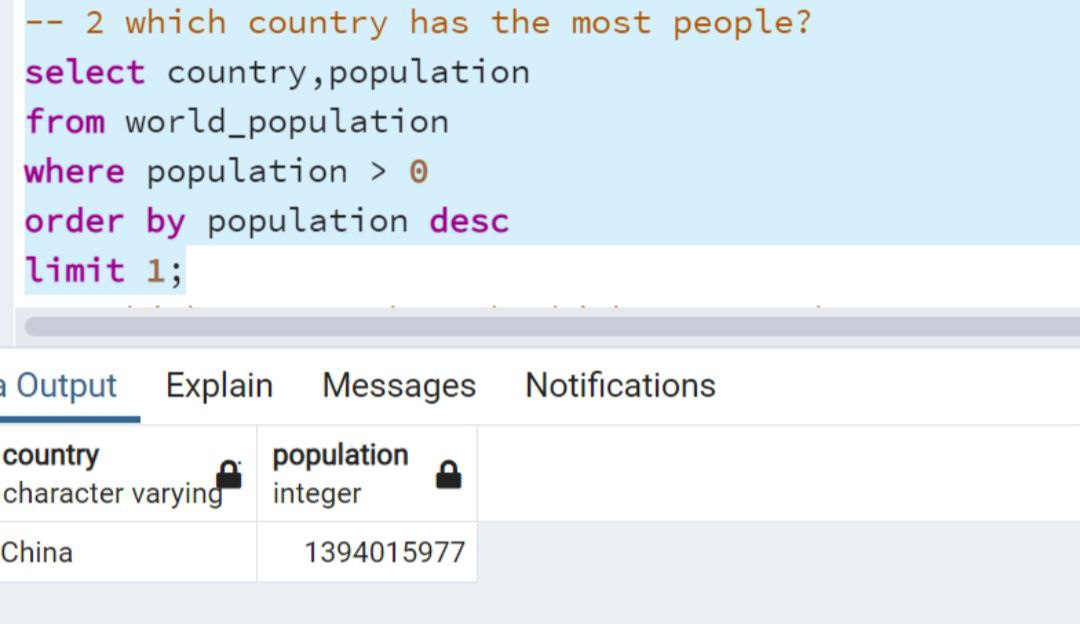 -- 2 which country has the most people?
select country,population
from world_population
where population > 0
order by population desc
limit 1;
Output Explain Messages Notifications
country population
character varying integer
China 1394015977